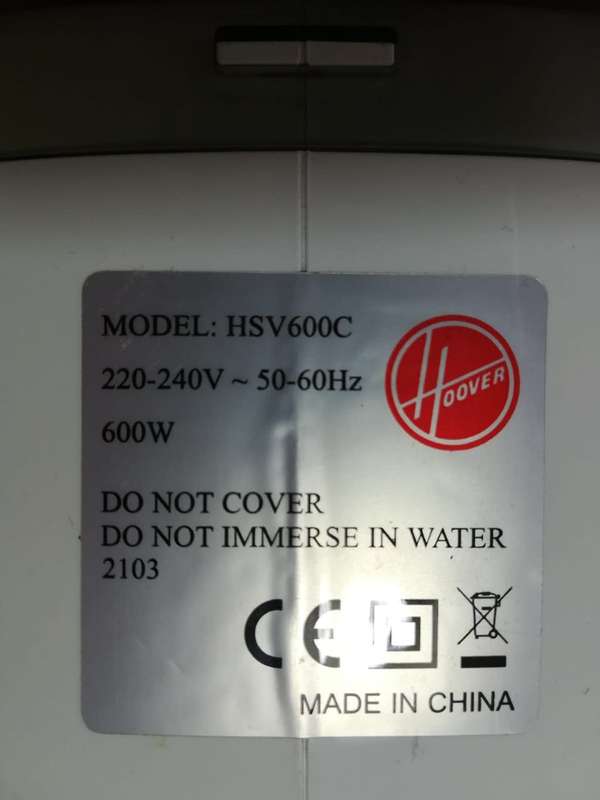 MODEL: HSV600C
220-240V ~ 50-60Hz
HOOVER
600W
DO NOT COVER
DO NOT IMMERSE IN WATER
2103
CE
MADE IN CHINA